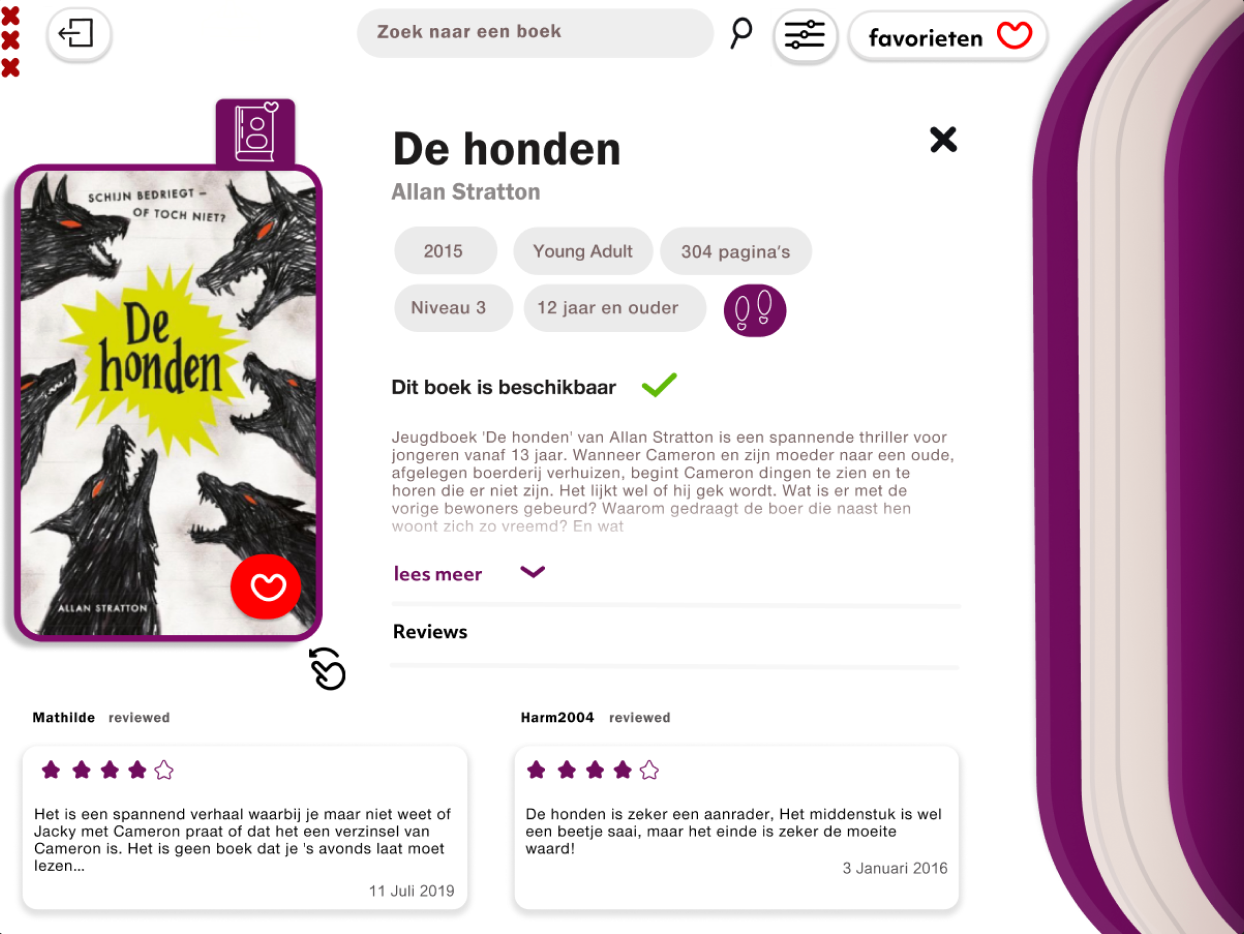 Zoek naar een boek
favorieten
SCHIJN BEDRIEGT –
OF TOCH NIET?
De
honden
ALLAN STRATTON
De honden
Allan Stratton
2015
Young Adult
304 pagina's
Niveau 3
12 jaar en ouder
Dit boek is beschikbaar
Jeugdboek 'De honden' van Allan Stratton is een spannende thriller voor
jongeren vanaf 13 jaar. Wanneer Cameron en zijn moeder naar een oude,
afgelegen boerderij verhuizen, begint Cameron dingen te zien en te
horen die er niet zijn. Het lijkt wel of hij gek wordt. Wat is er met de
vorige bewoners gebeurd? Waarom gedraagt de boer die naast hen
woont zich zo vreemd? En wat
lees meer
Reviews
Mathilde reviewed
Het is een spannend verhaal waarbij je maar niet weet of
Jacky met Cameron praat of dat het een verzinsel van
Cameron is. Het is geen boek dat je 's avonds laat moet
lezen...
11 Juli 2019
Harm2004 reviewed
De honden is zeker een aanrader, Het middenstuk is wel
een beetje saai, maar het einde is zeker de moeite
waard!
3 Januari 2016